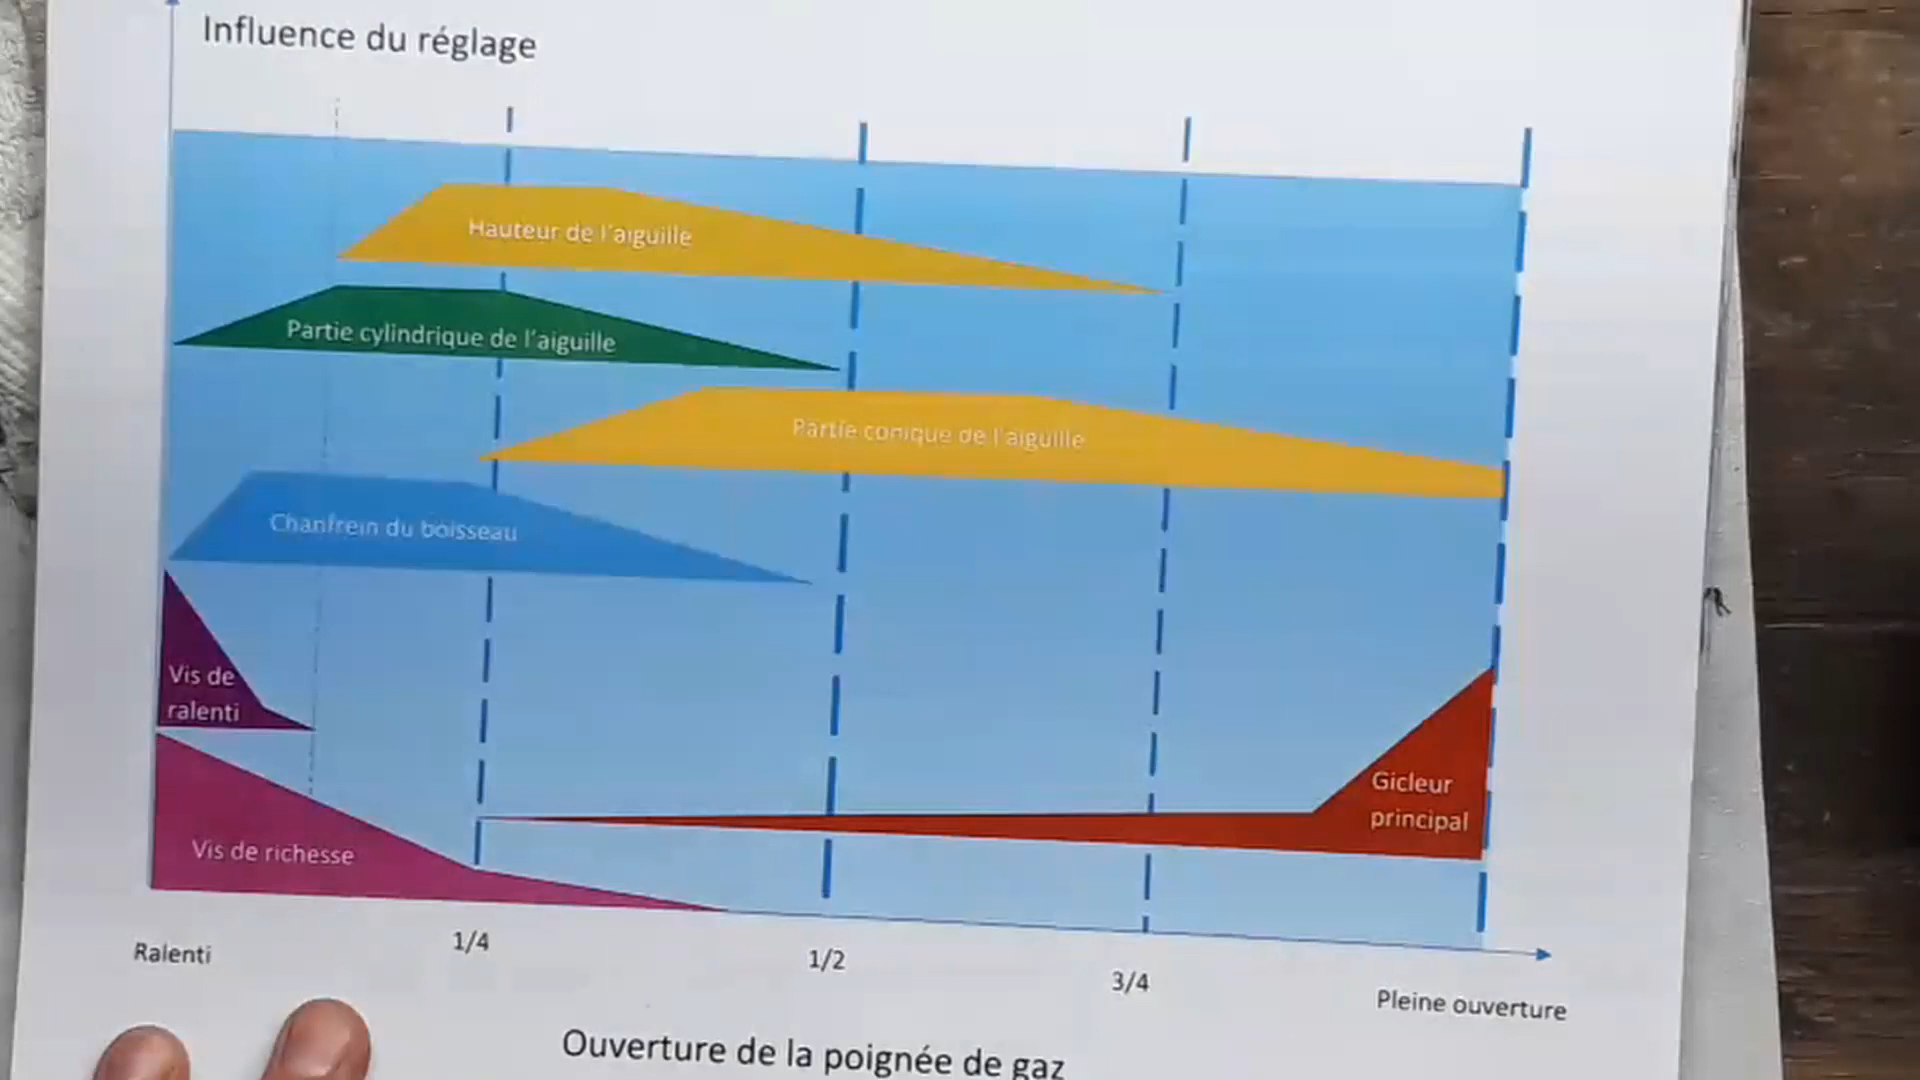 Influence du réglage
Hauteur de l'aiguille
Partie cylindrique de l'aiguille
Partie conique de l'aiguille
Chanfrein du boisseau
Vis de
ralenti
Gicleur
principal
Vis de richesse
Ralenti
1/4
1/2
3/4
Pleine ouverture
Ouverture de la poignée de gaz